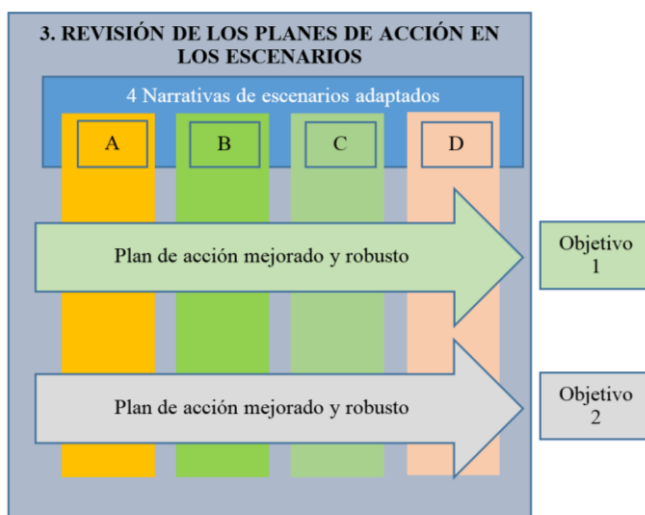 3. REVISIÓN DE LOS PLANES DE ACCIÓN EN
LOS ESCENARIOS
4 Narrativas de escenarios adaptados
A
B
C
D
Plan de acción mejorado y robusto
Objetivo
1
Plan de acción mejorado y robusto
Objetivo
2